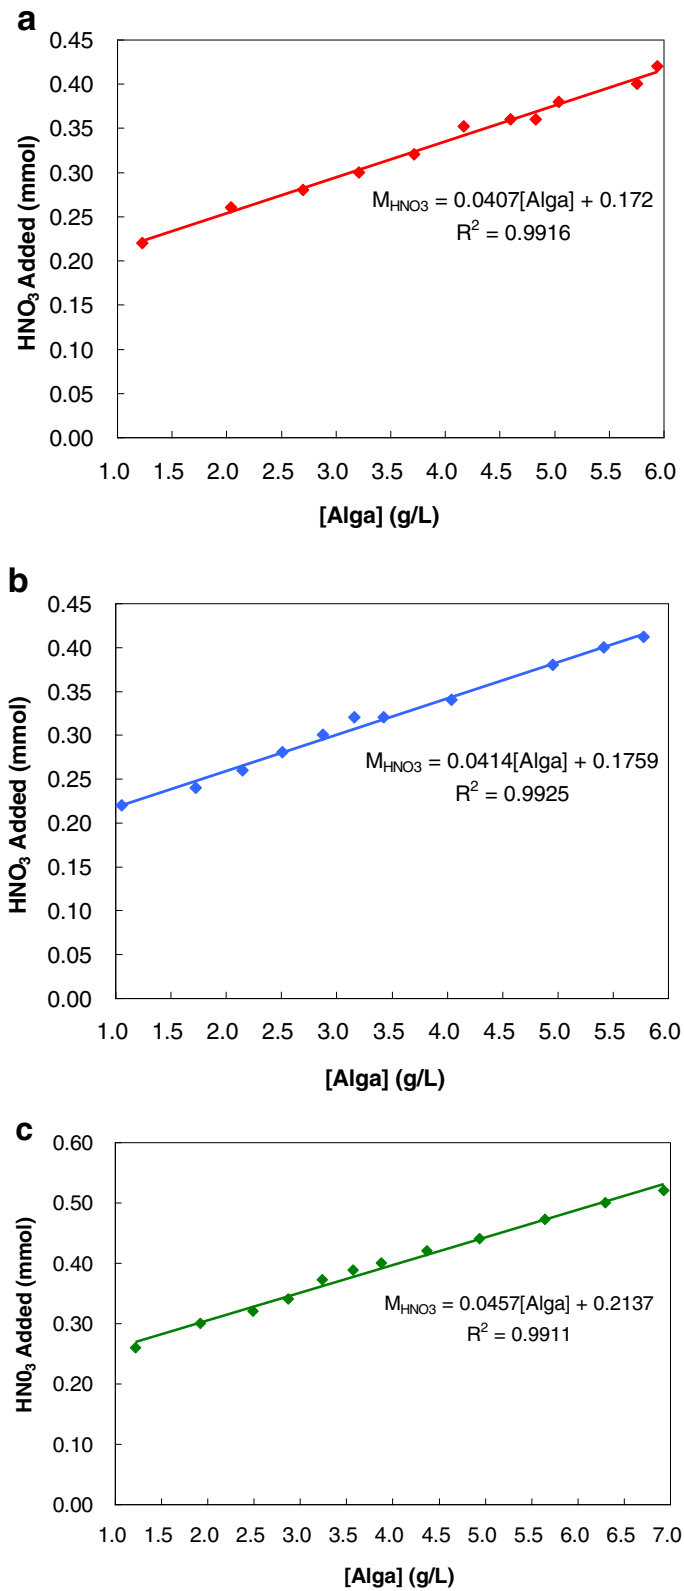 a
0.45
0.40
0.35
0.30
0.25
0.20
0.15
0.10
0.05
0.00
HNO₃ Added (mmol)
M_HNO3 = 0.0407[Alga] + 0.172
R² = 0.9916
1.0 1.5 2.0 2.5 3.0 3.5 4.0 4.5 5.0 5.5 6.0
[Alga] (g/L)
b
0.45
0.40
0.35
0.30
0.25
0.20
0.15
0.10
0.05
0.00
HNO₃ Added (mmol)
M_HNO3 = 0.0414[Alga] + 0.1759
R² = 0.9925
1.0 1.5 2.0 2.5 3.0 3.5 4.0 4.5 5.0 5.5 6.0
[Alga] (g/L)
c
0.60
0.50
0.40
0.30
0.20
0.10
0.00
HN0₃ Added (mmol)
M_HNO3 = 0.0457[Alga] + 0.2137
R² = 0.9911
1.0 2.0 2.5 3.0 3.5 4.0 4.5 5.0 5.5 6.0 6.5 7.0
[Alga] (g/L)